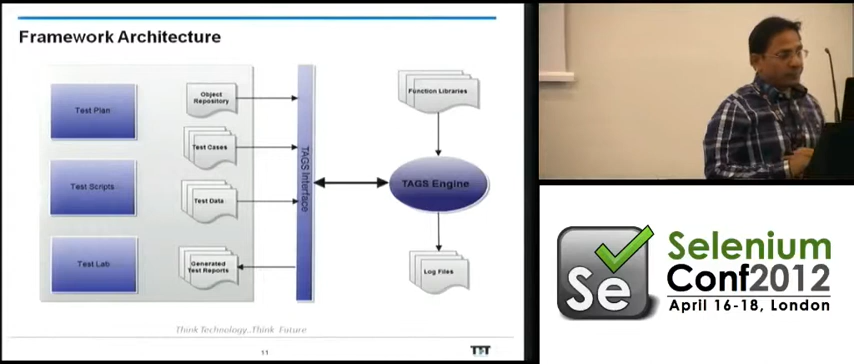 Framework Architecture
Test Plan
Test Scripts
Test Lab
Object
Repository
Test Cases
Test Data
Generated
Test Reports
TAGS Interface
Function Libraries
TAGS Engine
Log Files
Think Technology..Think Future
11
Se
Selenium
Conf2012
April 16-18, London